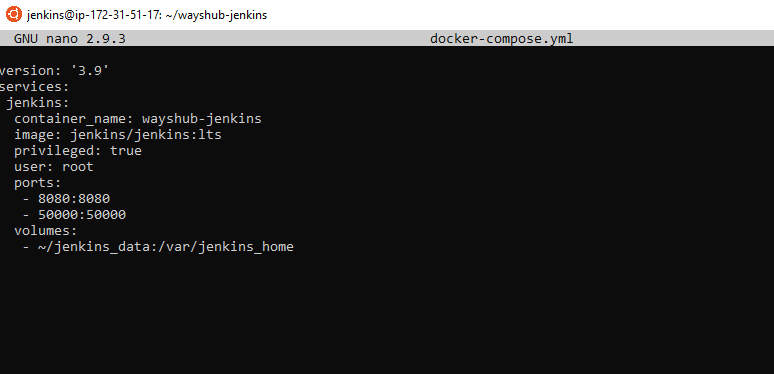 jenkins@ip-172-31-51-17: ~/wayshub-jenkins
GNU nano 2.9.3 docker-compose.yml
version: '3.9'
services:
 jenkins:
  container_name: wayshub-jenkins
  image: jenkins/jenkins:lts
  privileged: true
  user: root
  ports:
   - 8080:8080
   - 50000:50000
  volumes:
   - ~/jenkins_data:/var/jenkins_home